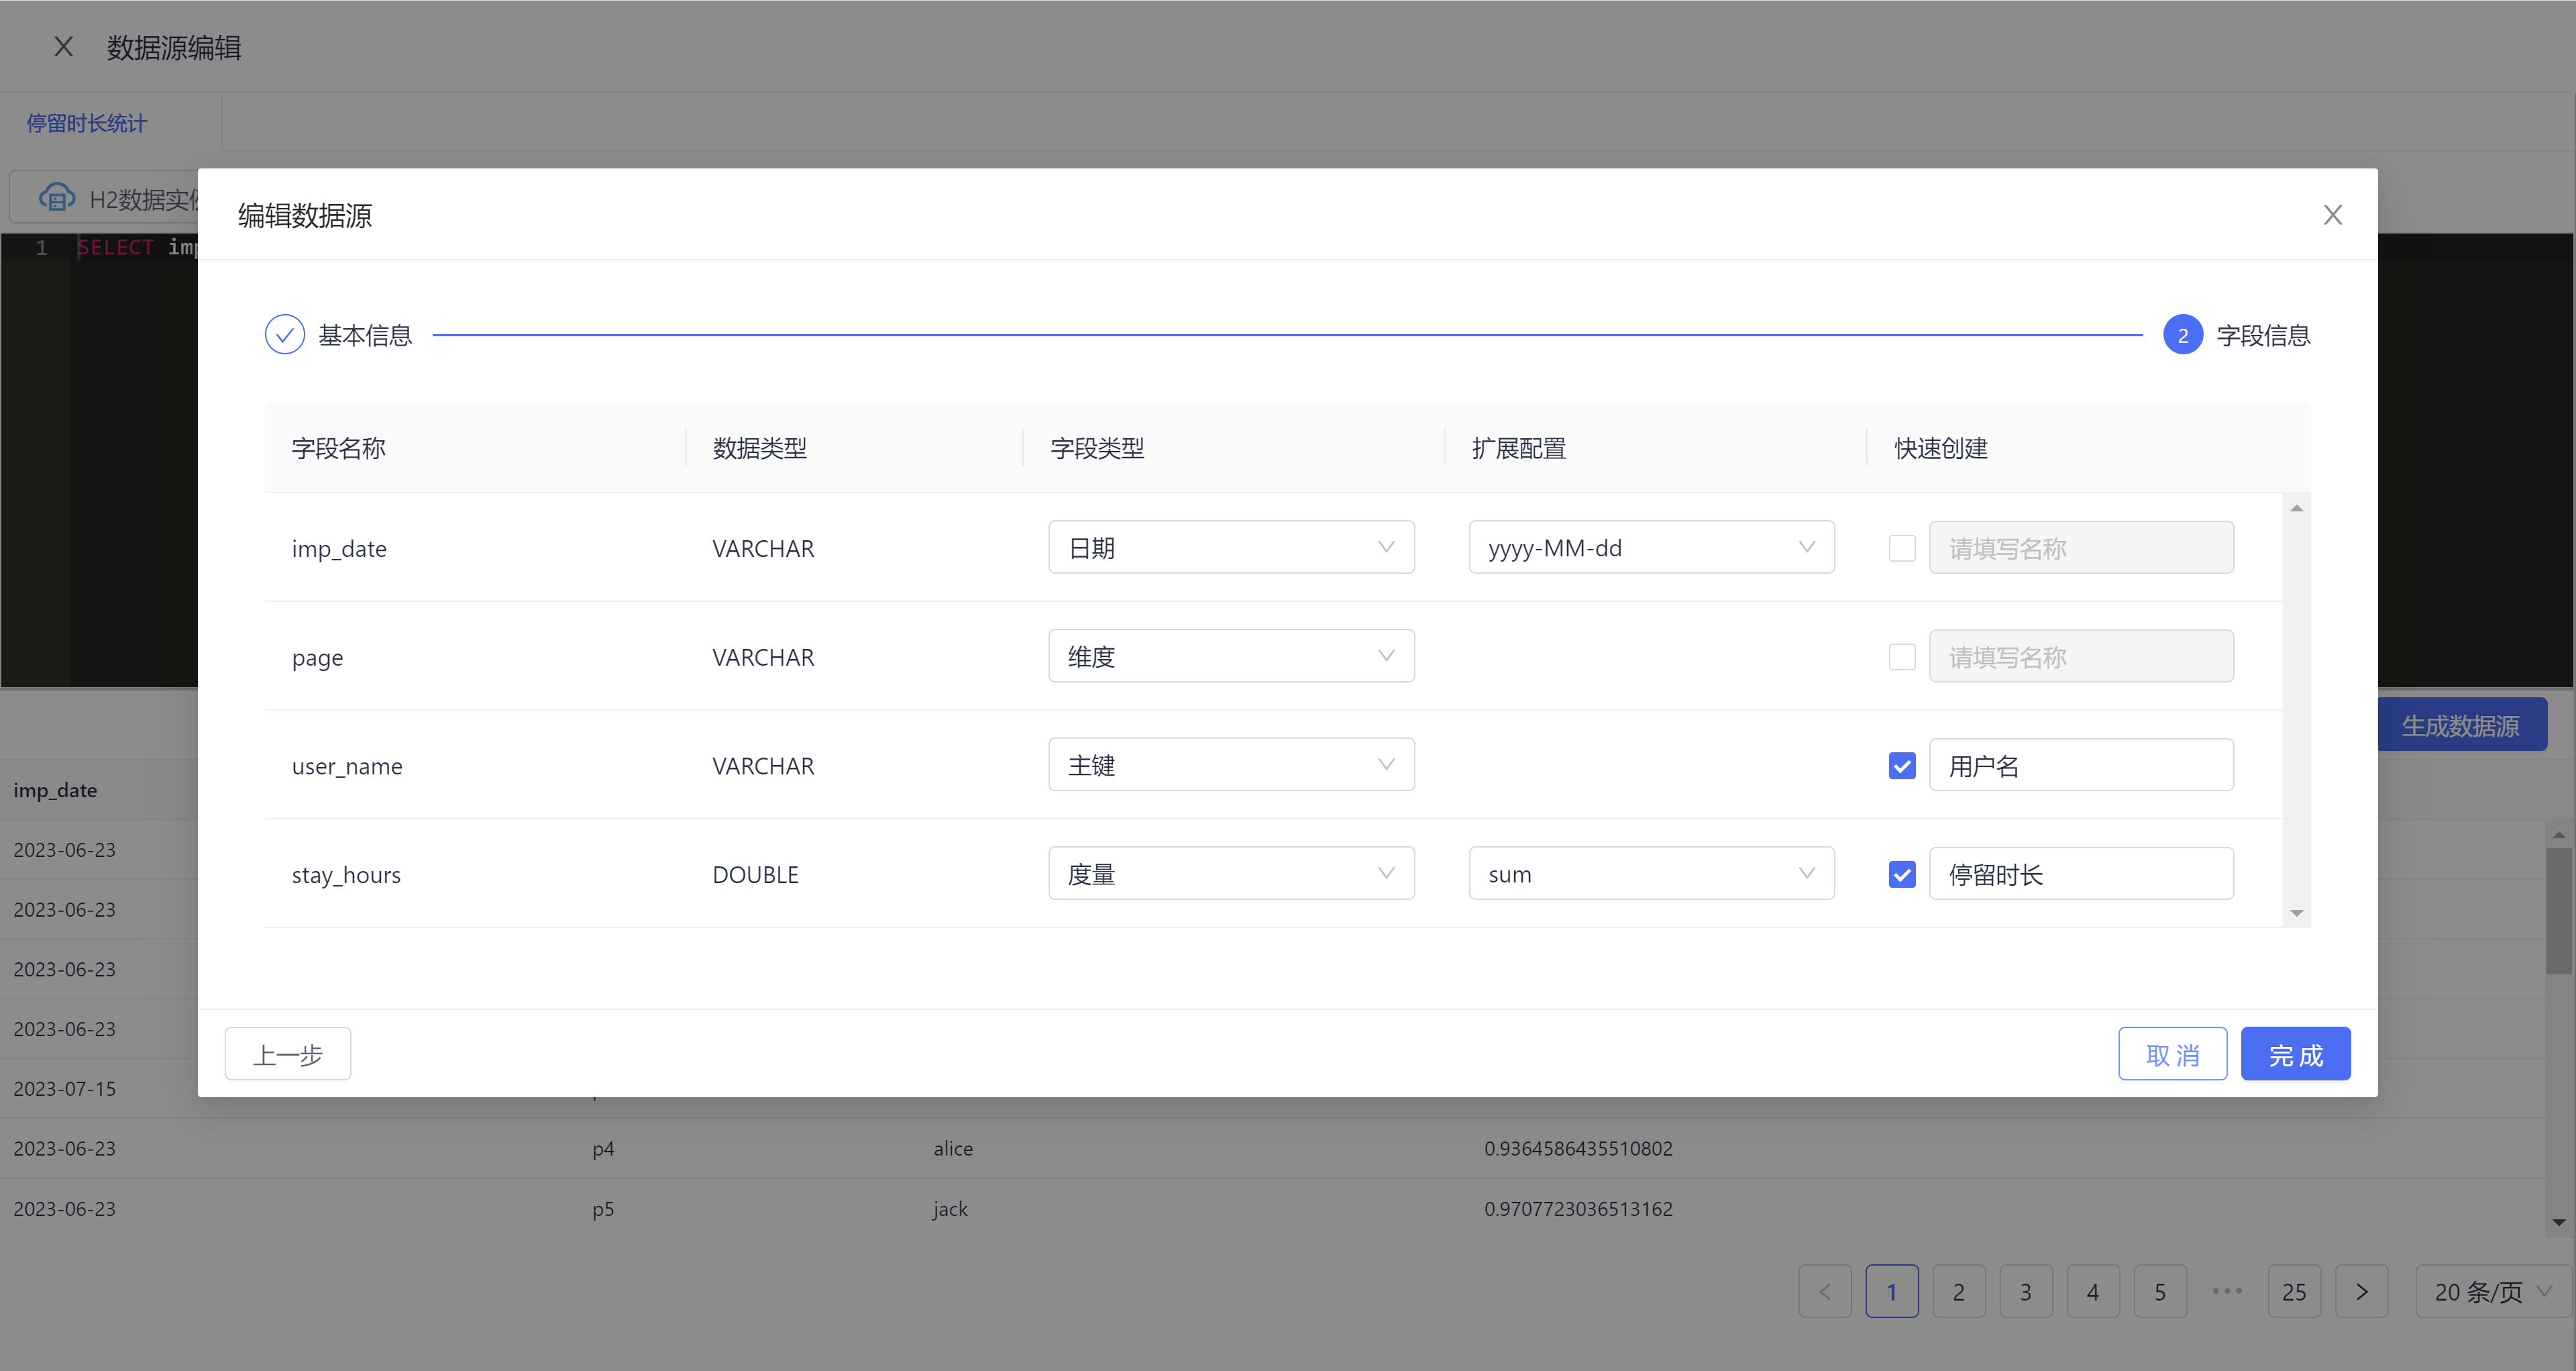 数据源编辑
停留时长统计
H2数据实
1 SELECT imp
编辑数据源
基本信息 2 字段信息
字段名称 数据类型 字段类型 扩展配置 快速创建
imp_date VARCHAR 日期 yyyy-MM-dd 请填写名称
page VARCHAR 维度 请填写名称
user_name VARCHAR 主键 用户名
stay_hours DOUBLE 度量 sum 停留时长
上一步 取 消 完 成
生成数据源
imp_date
2023-06-23
2023-06-23
2023-06-23
2023-06-23
2023-07-15
2023-06-23 p4 alice 0.9364586435510802
2023-06-23 p5 jack 0.9707723036513162
1 2 3 4 5 ••• 25 20 条/页